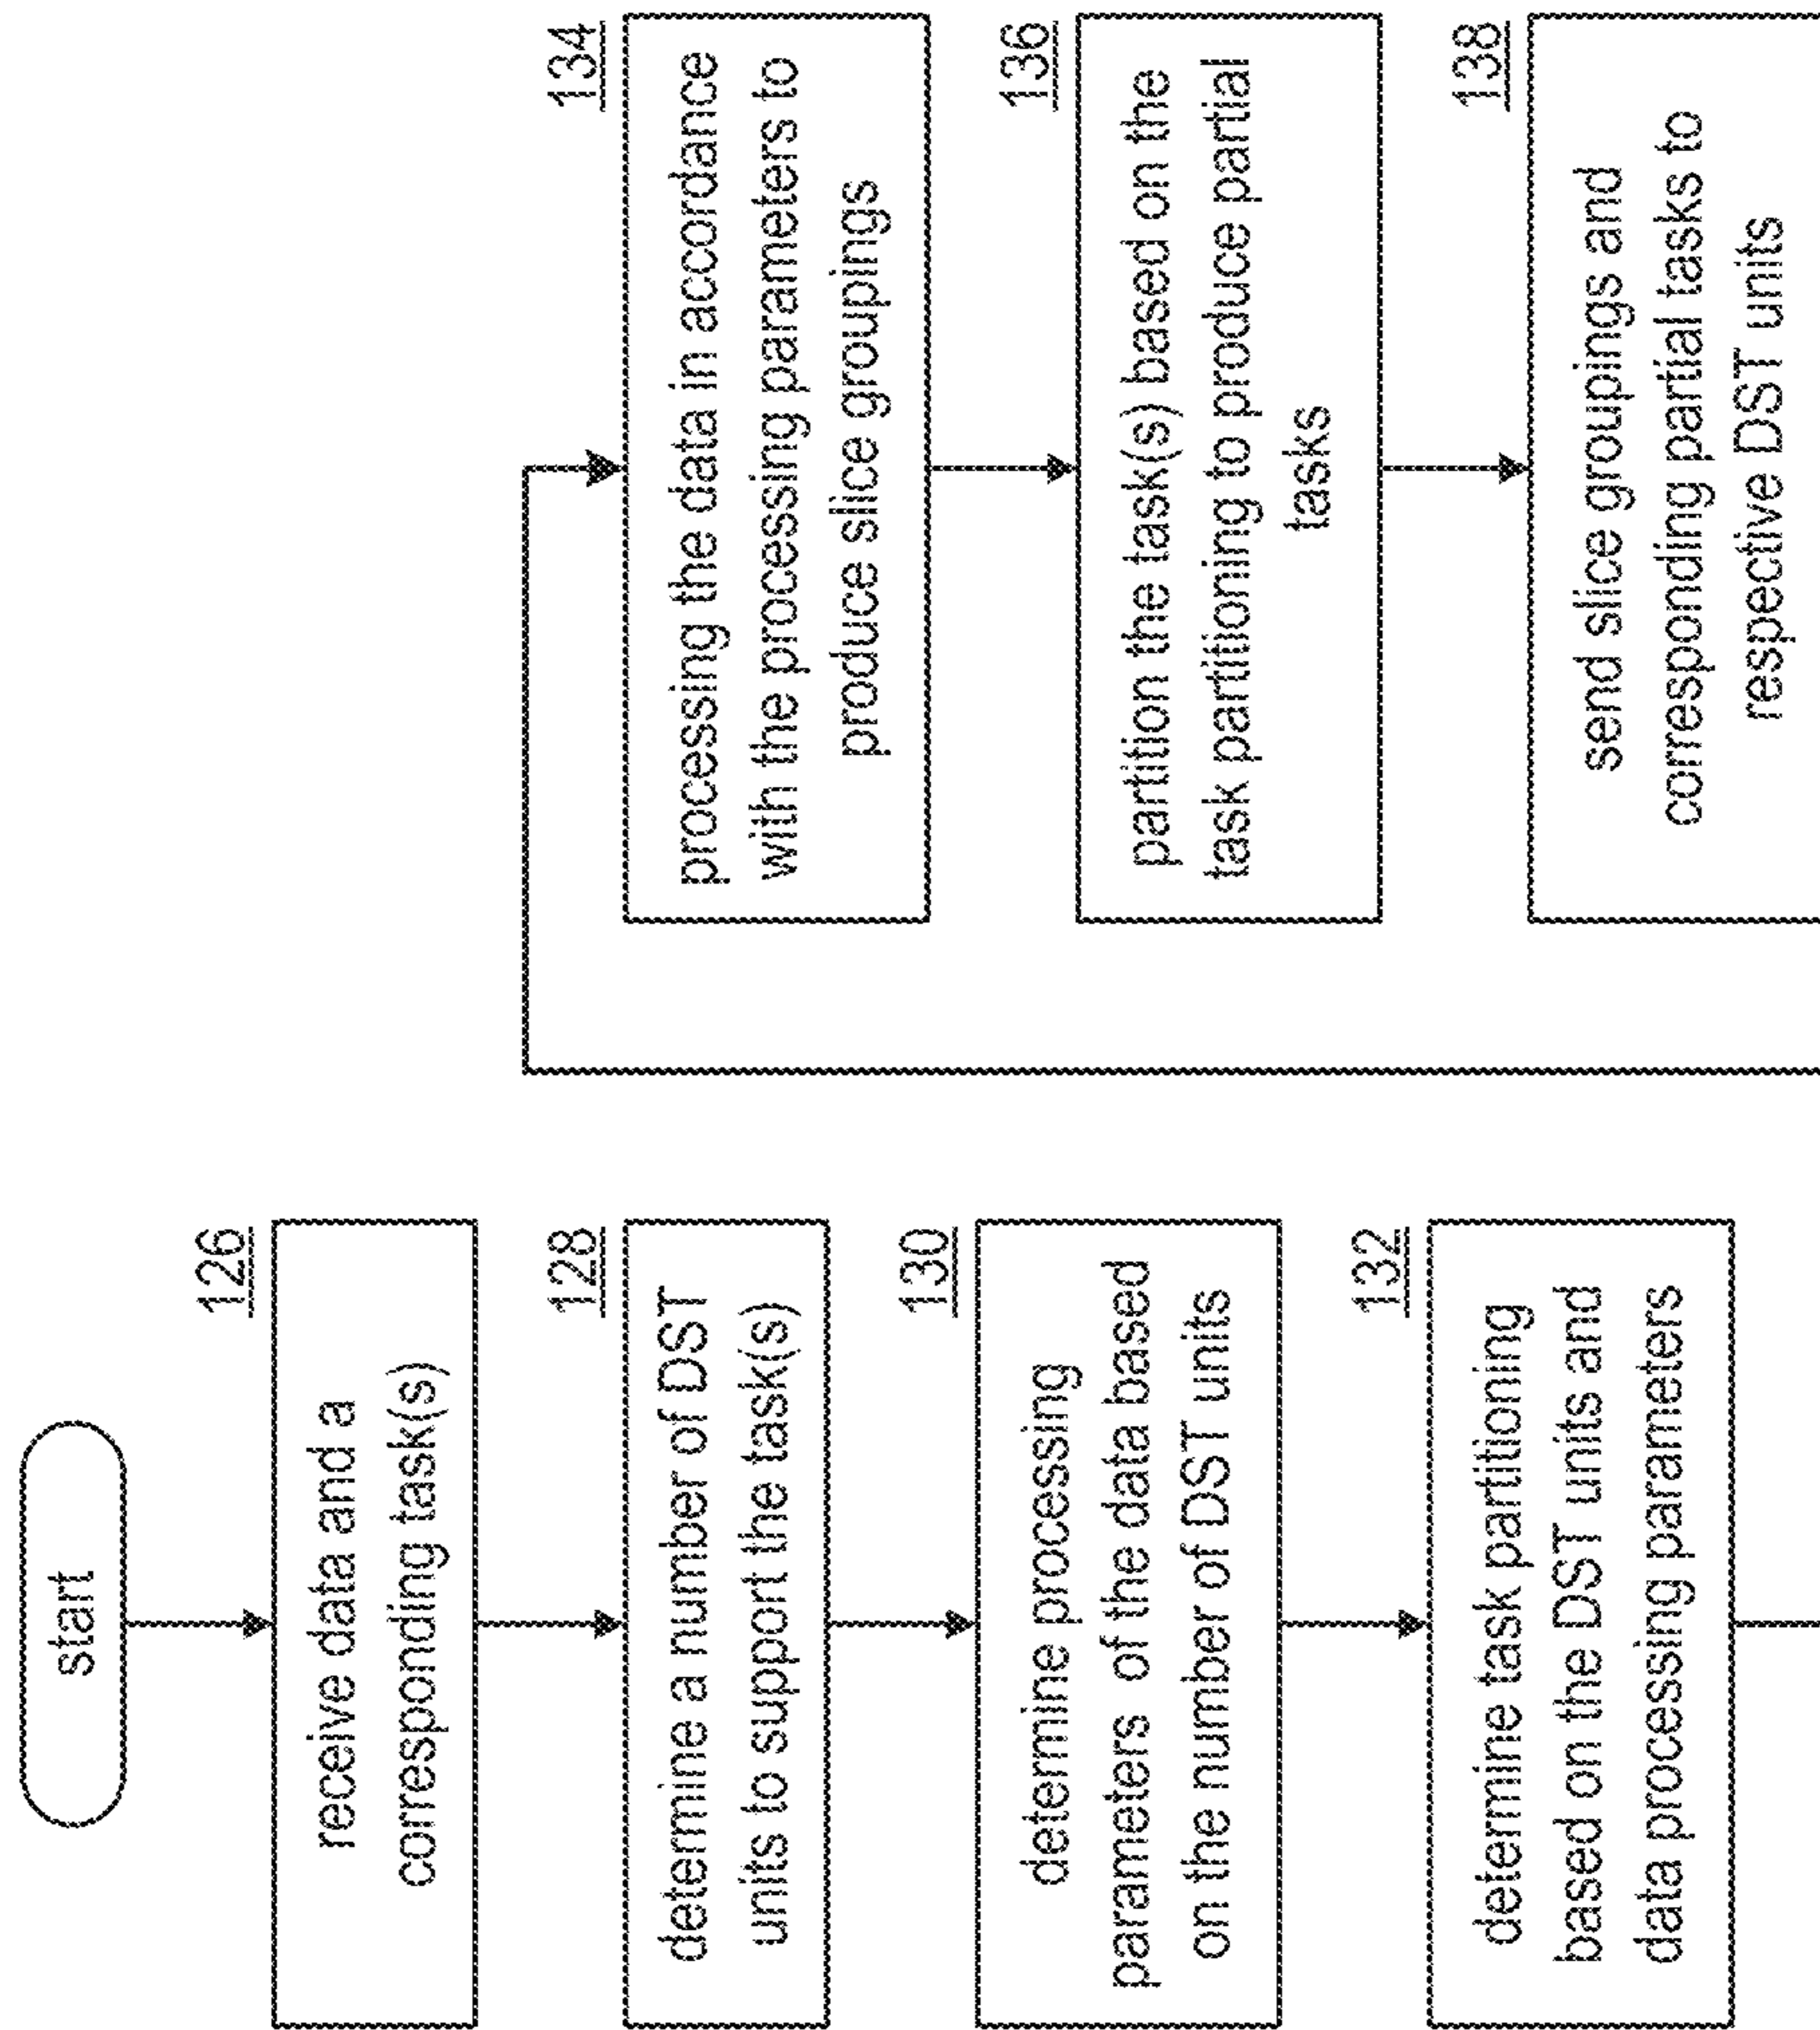 start
126
receive data and a
corresponding task(s)
128
determine a number of DST
units to support the task(s)
130
determine processing
parameters of the data based
on the number of DST units
132
determine task partitioning
based on the DST units and
data processing parameters
134
processing the data in accordance
with the processing parameters to
produce slice groupings
136
partition the task(s) based on the
task partitioning to produce partial
tasks
138
send slice groupings and
corresponding partial tasks to
respective DST units